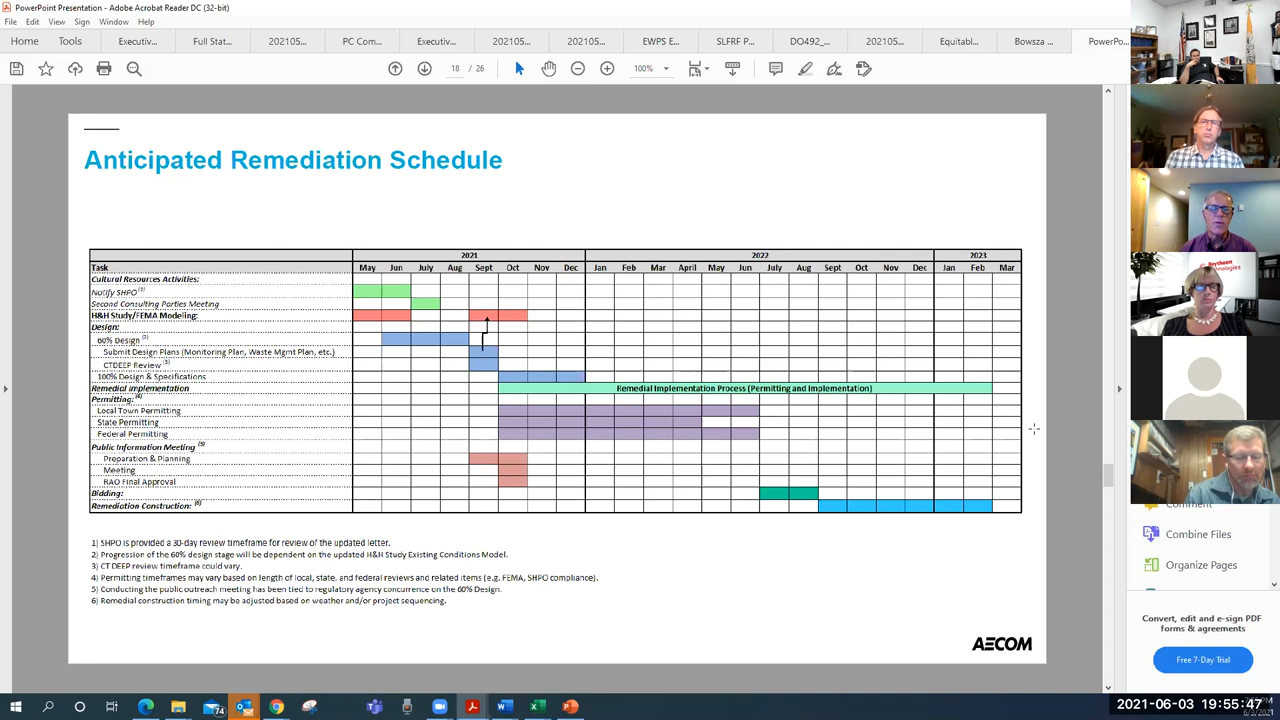 PowerPoint Presentation - Adobe Acrobat Reader DC (32-bit)
File Edit View Sign Window Help
Home Tools Executiv... Full Stat... 202105... PC Com... 202105... 202105... EWPS E... SLFRF P... DO492_... 202105... Equitabl... Bowsza ... PowerPo...
18 / 26 100%
Anticipated Remediation Schedule
2021 2022 2023
Task May Jun July Aug Sept Oct Nov Dec Jan Feb Mar April May Jun July Aug Sept Oct Nov Dec Jan Feb Mar
Cultural Resources Activities:
Notify SHPO (1)
Second Consulting Parties Meeting
H&H Study/FEMA Modeling:
Design:
60% Design (2)
Submit Design Plans (Monitoring Plan, Waste Mgmt Plan, etc.)
CTDEEP Review
100% Design & Specifications
Remedial Implementation Remedial Implementation Process (Permitting and Implementation)
Permitting: (4)
Local Town Permitting
State Permitting
Federal Permitting
Public Information Meeting (5)
Preparation & Planning
Meeting
RAO Final Approval
Bidding:
Remediation Construction: (6)
1) SHPO is provided a 30-day review timeframe for review of the updated letter.
2) Progression of the 60% design stage will be dependent on the updated H&H Study Existing Conditions Model.
3) CT DEEP review timeframe could vary.
4) Permitting timeframes may vary based on length of local, state, and federal reviews and related items (e.g. FEMA, SHPO compliance).
5) Conducting the public outreach meeting has been tied to regulatory agency concurrence on the 60% Design.
6) Remedial construction timing may be adjusted based on weather and/or project sequencing.
AECOM
Raytheon
Technologies
Comment
Combine Files
Organize Pages
Convert, edit and e-sign PDF
forms & agreements
Free 7-Day Trial
74
2021-06-03 19:55:47